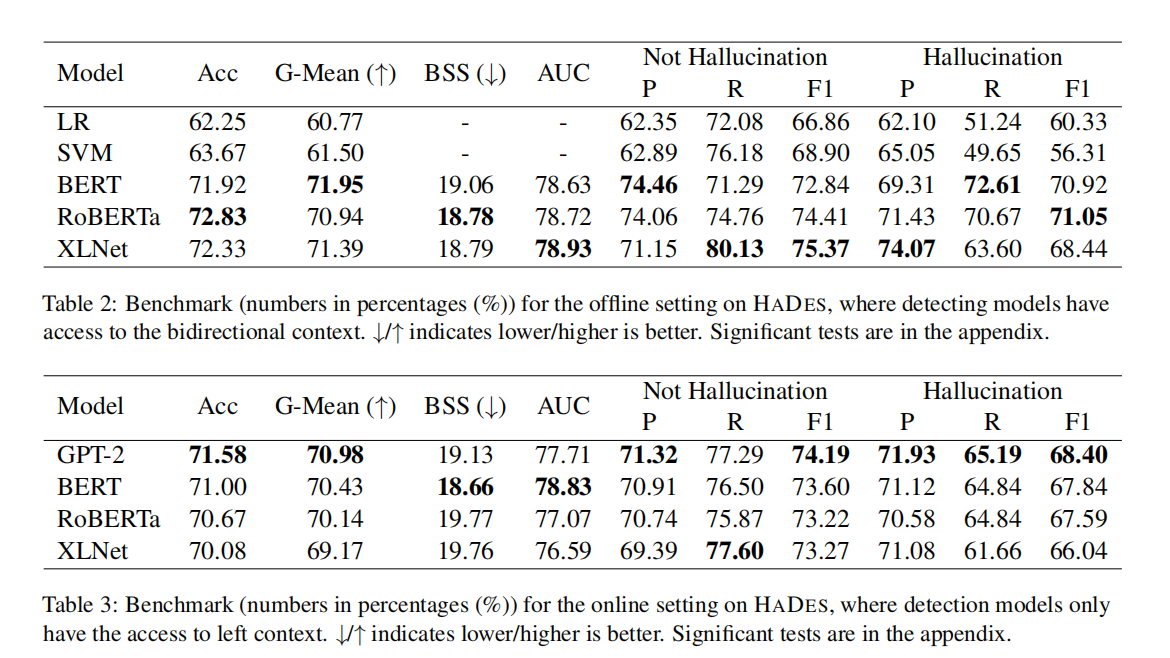 Model Acc G-Mean (↑) BSS (↓) AUC Not Hallucination Hallucination
P R F1 P R F1
LR 62.25 60.77 - - 62.35 72.08 66.86 62.10 51.24 60.33
SVM 63.67 61.50 - - 62.89 76.18 68.90 65.05 49.65 56.31
BERT 71.92 71.95 19.06 78.63 74.46 71.29 72.84 69.31 72.61 70.92
RoBERTa 72.83 70.94 18.78 78.72 74.06 74.76 74.41 71.43 70.67 71.05
XLNet 72.33 71.39 18.79 78.93 71.15 80.13 75.37 74.07 63.60 68.44
Table 2: Benchmark (numbers in percentages (%)) for the offline setting on HADES, where detecting models have
access to the bidirectional context. ↓/↑ indicates lower/higher is better. Significant tests are in the appendix.
Model Acc G-Mean (↑) BSS (↓) AUC Not Hallucination Hallucination
P R F1 P R F1
GPT-2 71.58 70.98 19.13 77.71 71.32 77.29 74.19 71.93 65.19 68.40
BERT 71.00 70.43 18.66 78.83 70.91 76.50 73.60 71.12 64.84 67.84
RoBERTa 70.67 70.14 19.77 77.07 70.74 75.87 73.22 70.58 64.84 67.59
XLNet 70.08 69.17 19.76 76.59 69.39 77.60 73.27 71.08 61.66 66.04
Table 3: Benchmark (numbers in percentages (%)) for the online setting on HADES, where detection models only
have the access to left context. ↓/↑ indicates lower/higher is better. Significant tests are in the appendix.